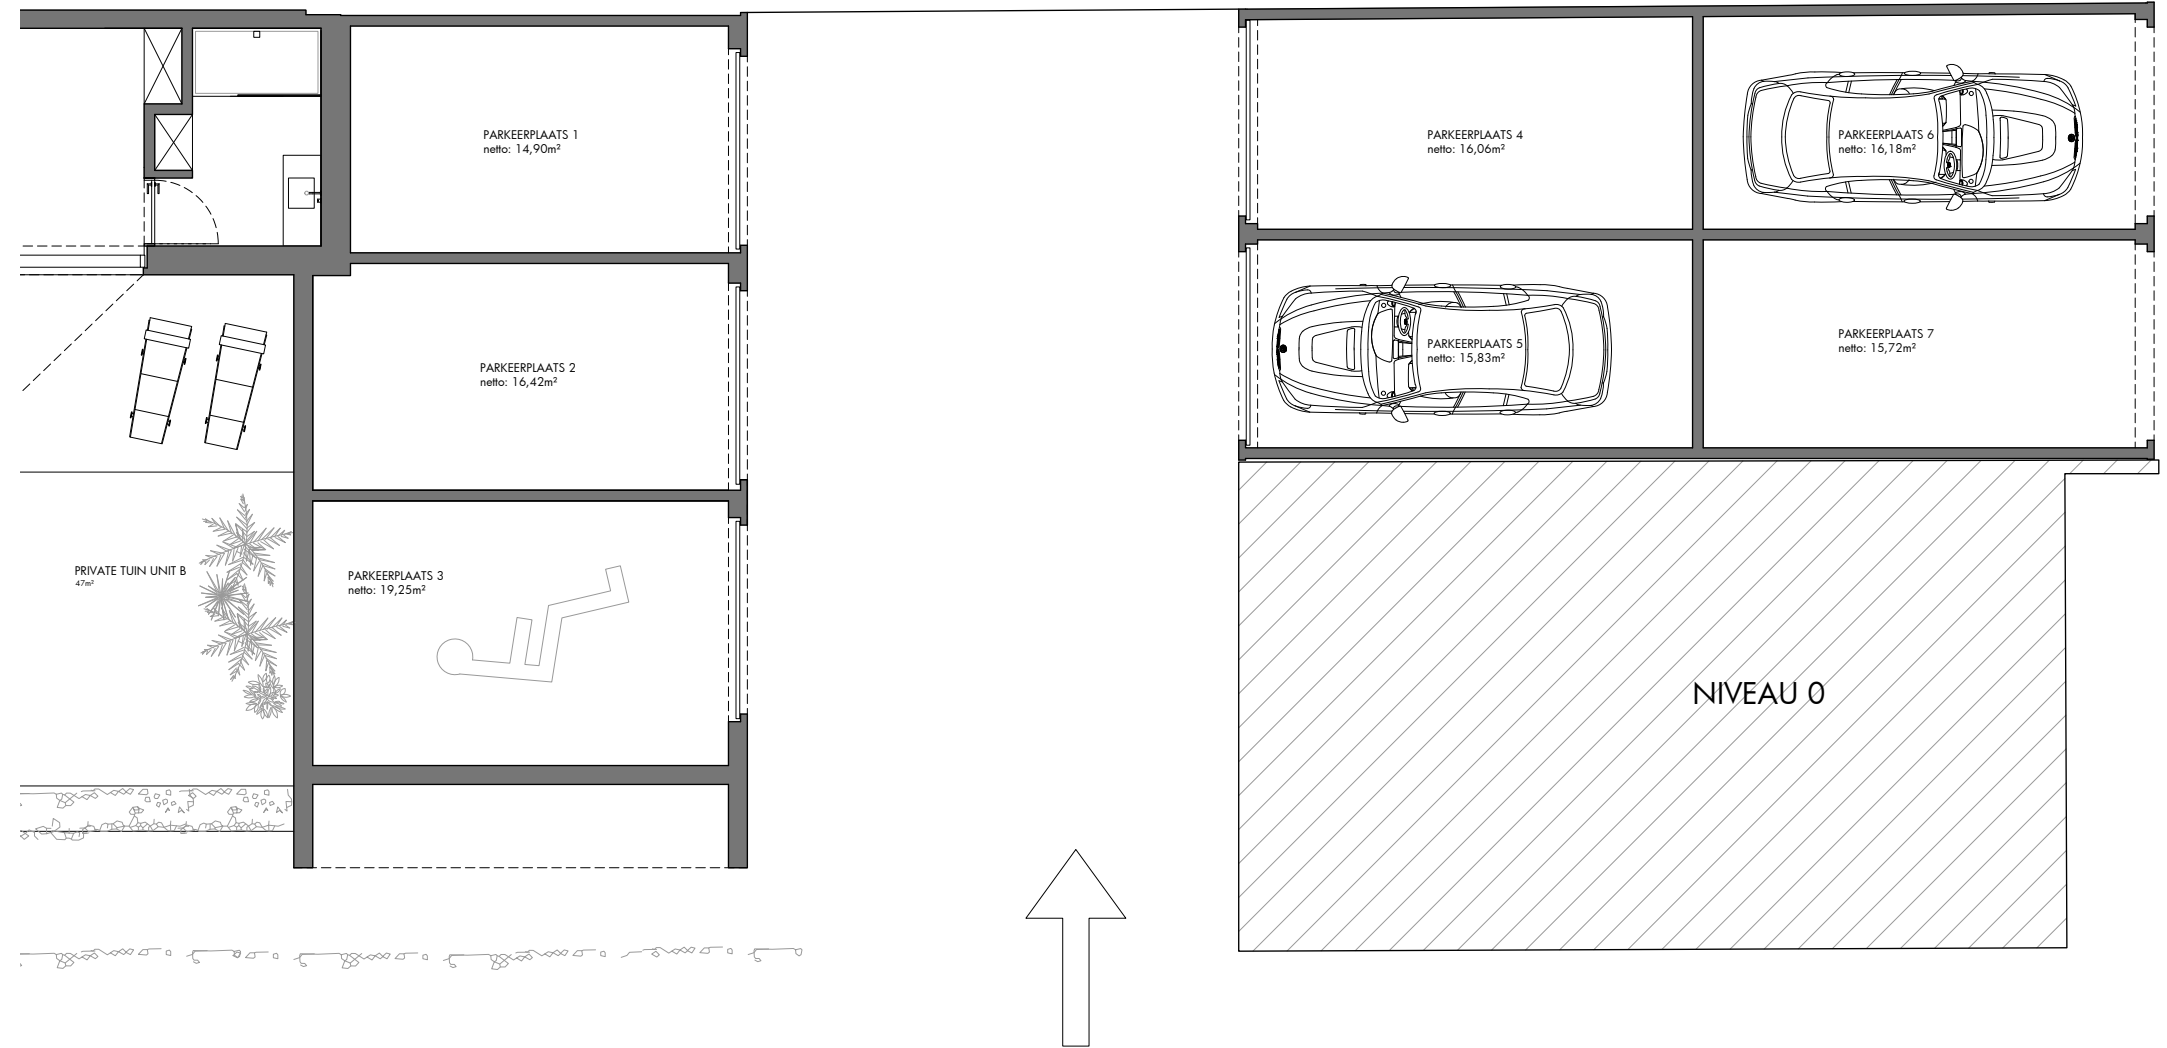 PARKEERPLAATS 1
netto: 14,90m²
PARKEERPLAATS 4
netto: 16,06m²
PARKEERPLAATS 6
netto: 16,18m²
PARKEERPLAATS 2
netto: 16,42m²
PARKEERPLAATS 5
netto: 15,83m²
PARKEERPLAATS 7
netto: 15,72m²
PRIVATE TUIN UNIT B
47m²
PARKEERPLAATS 3
netto: 19,25m²
NIVEAU 0